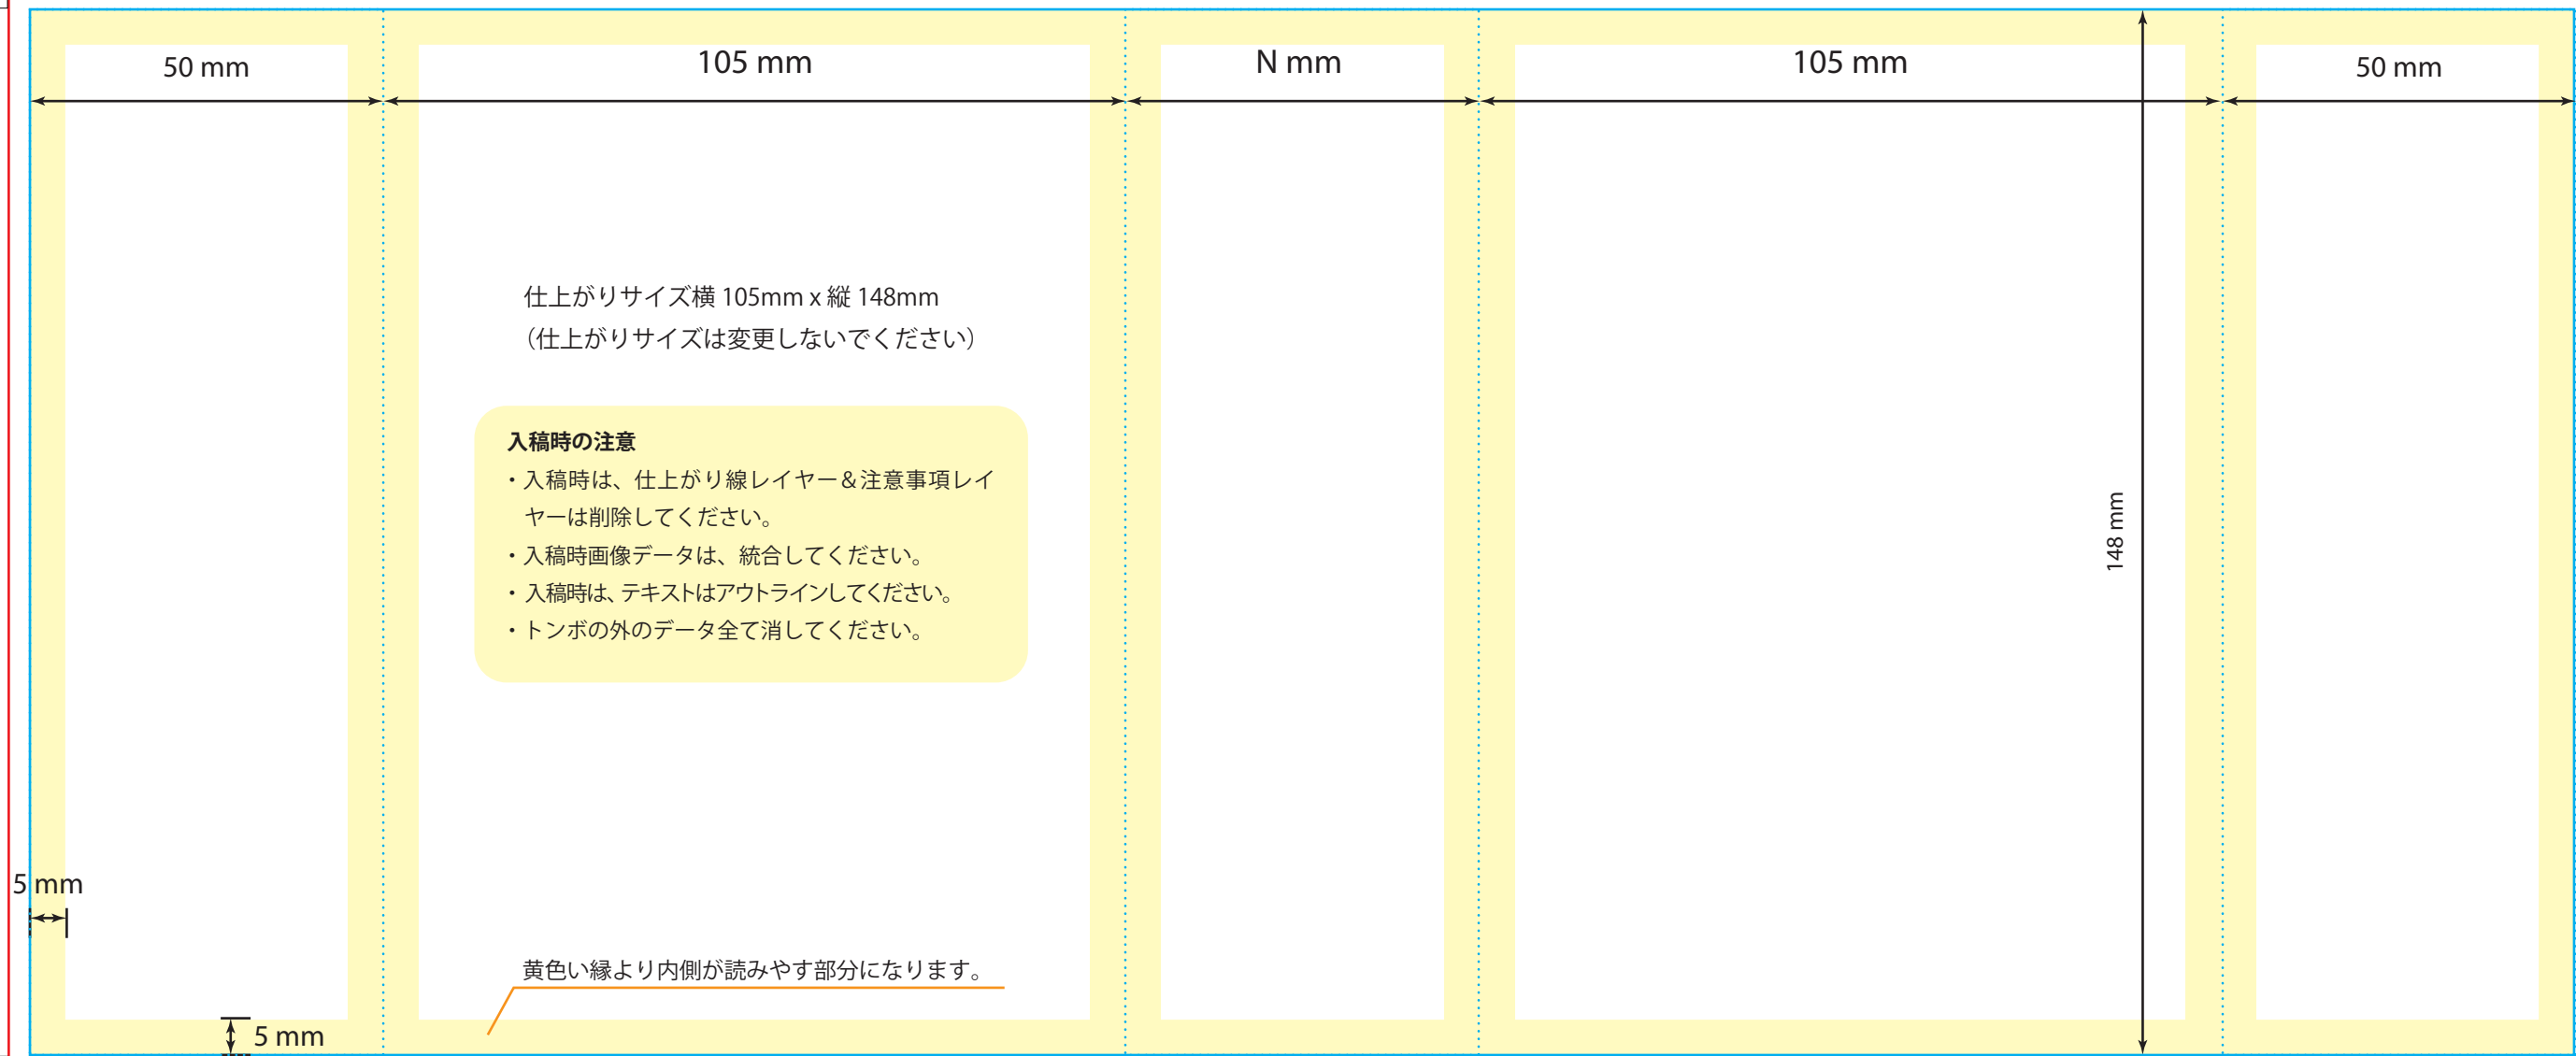 50 mm
105 mm
N mm
105 mm
50 mm
仕上がりサイズ横 105mm x 縦 148mm
（仕上がりサイズは変更しないでください）
入稿時の注意
・入稿時は、仕上がり線レイヤー＆注意事項レイ
ヤーは削除してください。
・入稿時画像データは、統合してください。
・入稿時は、テキストはアウトラインしてください。
・トンボの外のデータ全て消してください。
148 mm
5 mm
黄色い縁より内側が読みやす部分になります。
5 mm